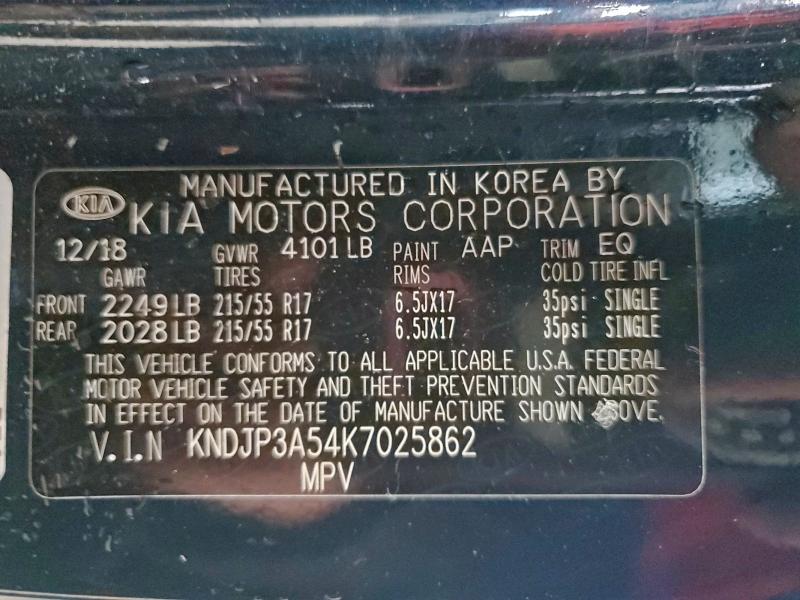 MANUFACTURED IN KOREA BY
KIA KIA MOTORS CORPORATION
12/18 GVWR 4101 LB PAINT AAP TRIM EQ
GAWR TIRES RIMS COLD TIRE INFL
FRONT 2249 LB 215/55 R17 6.5JX17 35psi SINGLE
REAR 2028 LB 215/55 R17 6.5JX17 35psi SINGLE
THIS VEHICLE CONFORMS TO ALL APPLICABLE U.S.A. FEDERAL
MOTOR VEHICLE SAFETY AND THEFT PREVENTION STANDARDS
IN EFFECT ON THE DATE OF MANUFACTURE SHOWN ABOVE.
V.I.N KNDJP3A54K7025862
MPV